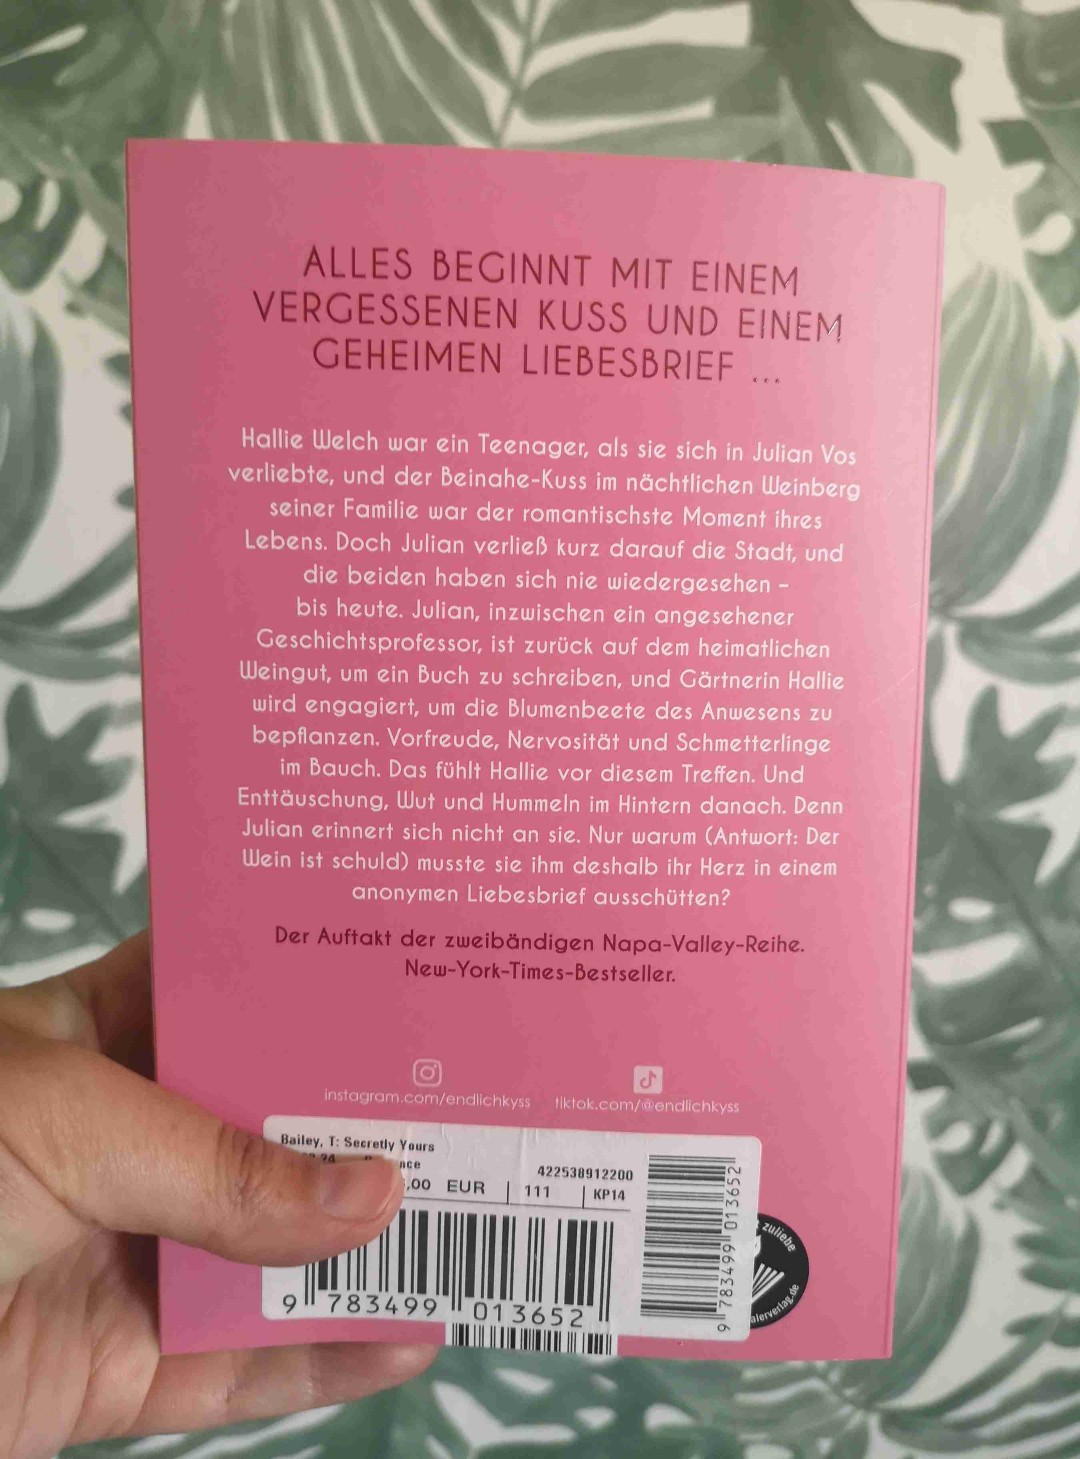 ALLES BEGINNT MIT EINEM
VERGESSENEN KUSS UND EINEM
GEHEIMEN LIEBESBRIEF ...
Hallie Welch war ein Teenager, als sie sich in Julian Vos
verliebte, und der Beinahe-Kuss im nächtlichen Weinberg
seiner Familie war der romantischste Moment ihres
Lebens. Doch Julian verließ kurz darauf die Stadt, und
die beiden haben sich nie wiedergesehen –
bis heute. Julian, inzwischen ein angesehener
Geschichtsprofessor, ist zurück auf dem heimatlichen
Weingut, um ein Buch zu schreiben, und Gärtnerin Hallie
wird engagiert, um die Blumenbeete des Anwesens zu
bepflanzen. Vorfreude, Nervosität und Schmetterlinge
im Bauch. Das fühlt Hallie vor diesem Treffen. Und
Enttäuschung, Wut und Hummeln im Hintern danach. Denn
Julian erinnert sich nicht an sie. Nur warum (Antwort: Der
Wein ist schuld) musste sie ihm deshalb ihr Herz in einem
anonymen Liebesbrief ausschütten?
Der Auftakt der zweibändigen Napa-Valley-Reihe.
New-York-Times-Bestseller.
instagram.com/endlichkyss
tiktok.com/@endlichkyss
Bailey, T: Secretly Yours
422538912200
,00 EUR | 111 | KP14
9 783499 013652
9 783499 013652
zuliebe